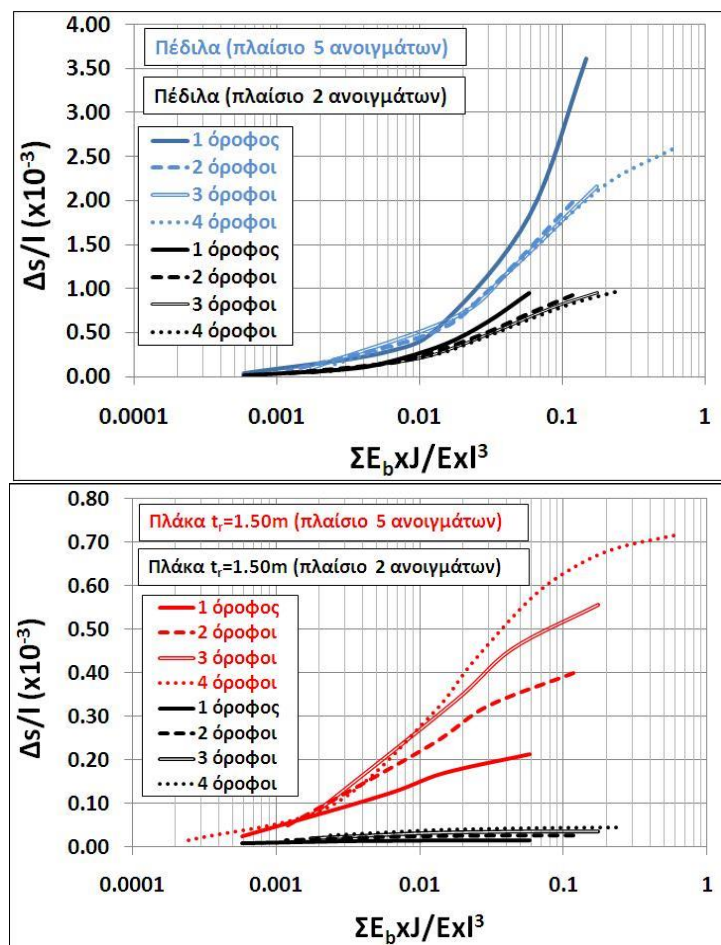 4.00
3.50
3.00
2.50
2.00
1.50
1.00
0.50
0.00
Δs/l (x10⁻³)
Πέδιλα (πλαίσιο 5 ανοιγμάτων)
Πέδιλα (πλαίσιο 2 ανοιγμάτων)
1 όροφος
2 όροφοι
3 όροφοι
4 όροφοι
1 όροφος
2 όροφοι
3 όροφοι
4 όροφοι
0.0001 0.001 0.01 0.1 1
ΣE_bxJ/Exl³
0.80
0.70
0.60
0.50
0.40
0.30
0.20
0.10
0.00
Δs/l (x10⁻³)
Πλάκα t_r=1.50m (πλαίσιο 5 ανοιγμάτων)
Πλάκα t_r=1.50m (πλαίσιο 2 ανοιγμάτων)
1 όροφος
2 όροφοι
3 όροφοι
4 όροφοι
1 όροφος
2 όροφοι
3 όροφοι
4 όροφοι
0.0001 0.001 0.01 0.1 1
ΣE_bxJ/Exl³